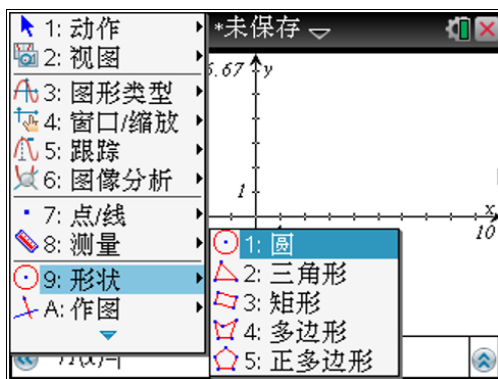 1: 动作
2: 视图
3: 图形类型
4: 窗口/缩放
5: 跟踪
6: 图像分析
7: 点/线
8: 测量
9: 形状
A: 作图
*未保存
6.67 y
1
x
10
1: 圆
2: 三角形
3: 矩形
4: 多边形
5: 正多边形